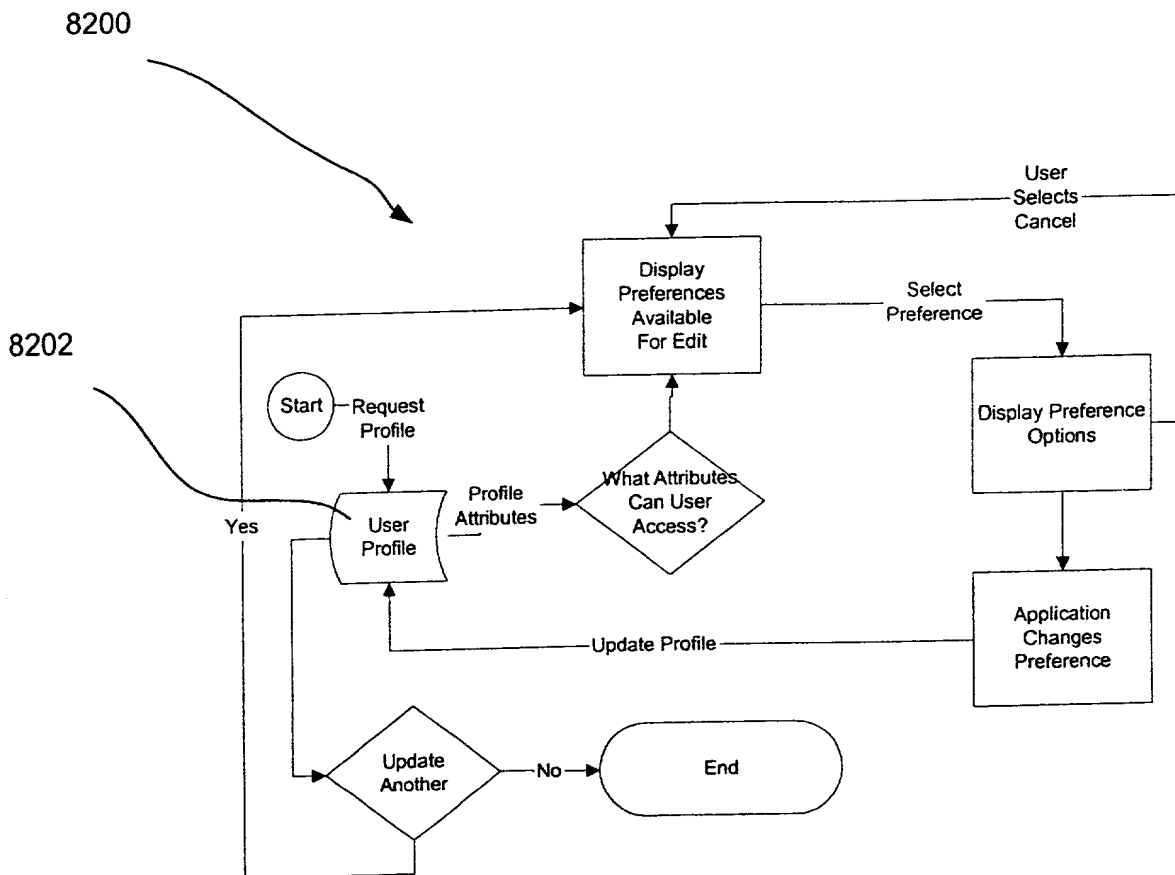 8200
User
Selects
Cancel
Display
Preferences
Available
For Edit
Select
Preference
8202
Start
Request
Profile
Display Preference
Options
What Attributes
Can User
Access?
Profile
Attributes
User
Profile
Yes
Application
Changes
Preference
Update Profile
Update
Another
No
End